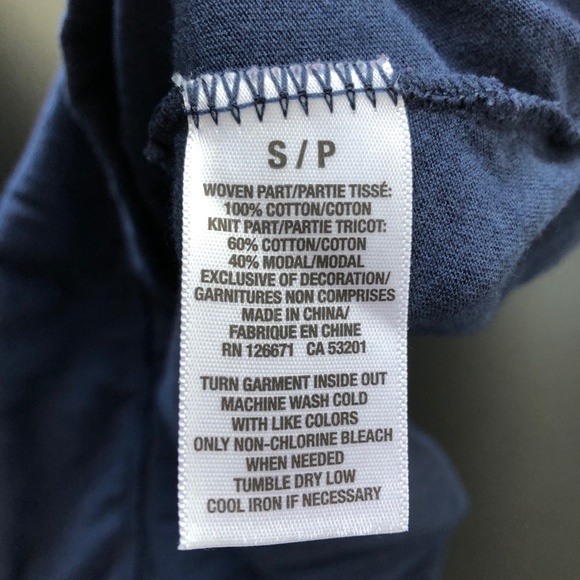 S / P
WOVEN PART/PARTIE TISSÉ:
100% COTTON/COTON
KNIT PART/PARTIE TRICOT:
60% COTTON/COTON
40% MODAL/MODAL
EXCLUSIVE OF DECORATION/
GARNITURES NON COMPRISES
MADE IN CHINA/
FABRIQUE EN CHINE
RN 126671 CA 53201
TURN GARMENT INSIDE OUT
MACHINE WASH COLD
WITH LIKE COLORS
ONLY NON-CHLORINE BLEACH
WHEN NEEDED
TUMBLE DRY LOW
COOL IRON IF NECESSARY